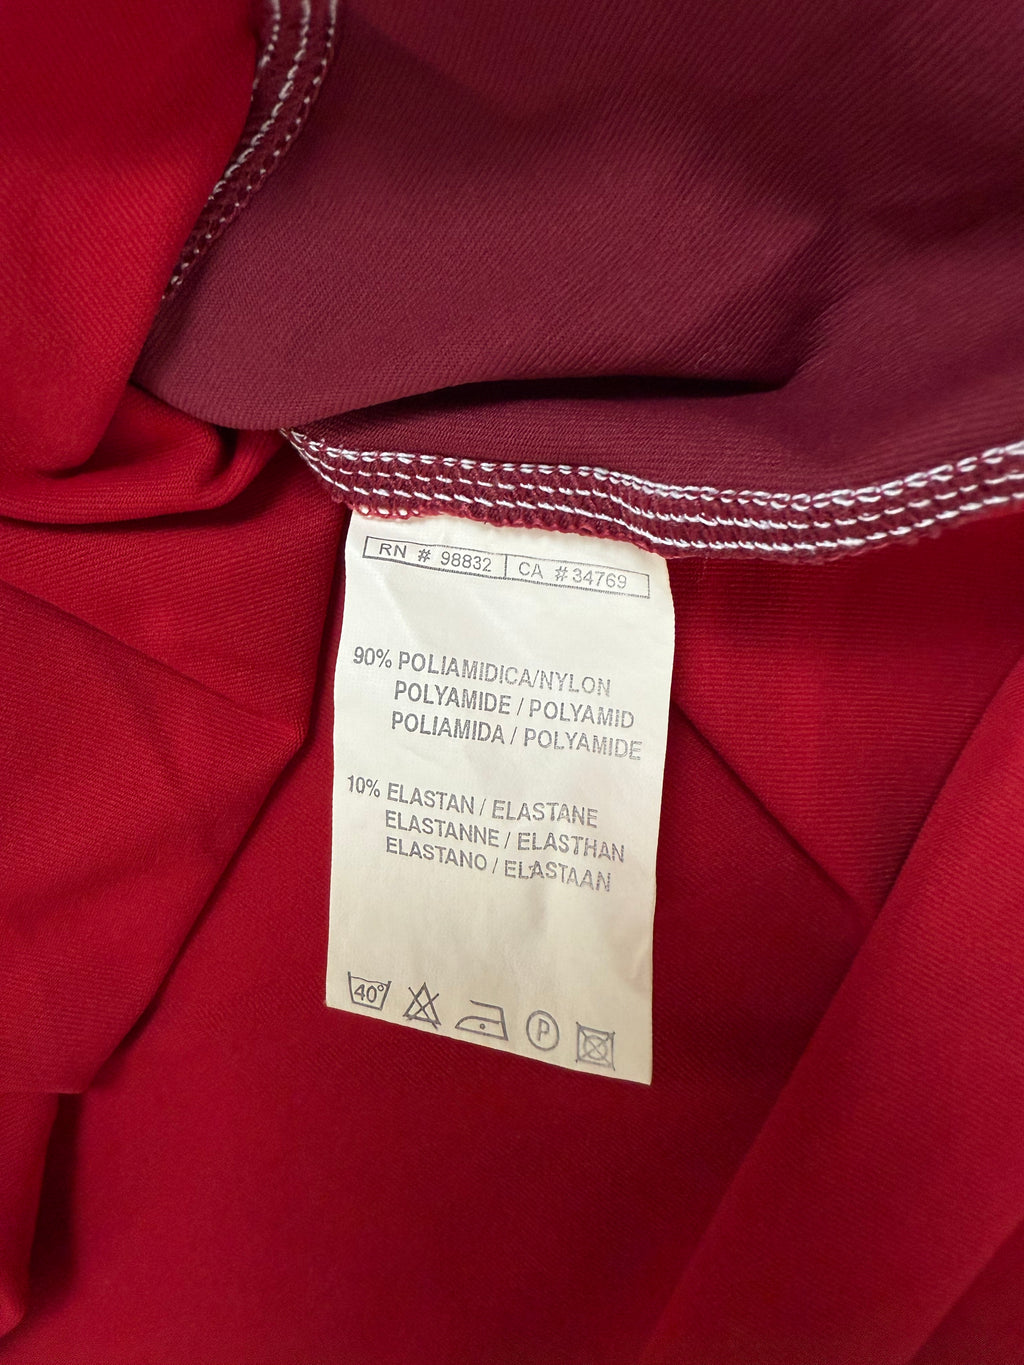 RN # 98832 CA # 34769
90% POLIAMIDICA/NYLON
POLYAMIDE / POLYAMID
POLIAMIDA / POLYAMIDE
10% ELASTAN / ELASTANE
ELASTANNE / ELASTHAN
ELASTANO / ELASTAAN
40° P